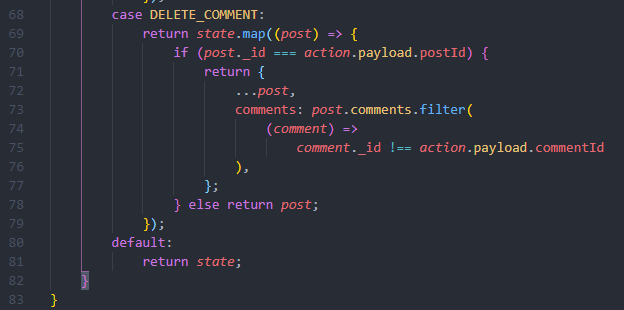 });
68 case DELETE_COMMENT:
69 return state.map((post) => {
70 if (post._id === action.payload.postId) {
71 return {
72 ...post,
73 comments: post.comments.filter(
74 (comment) =>
75 comment._id !== action.payload.commentId
76 ),
77 };
78 } else return post;
79 });
80 default:
81 return state;
82 }
83 }